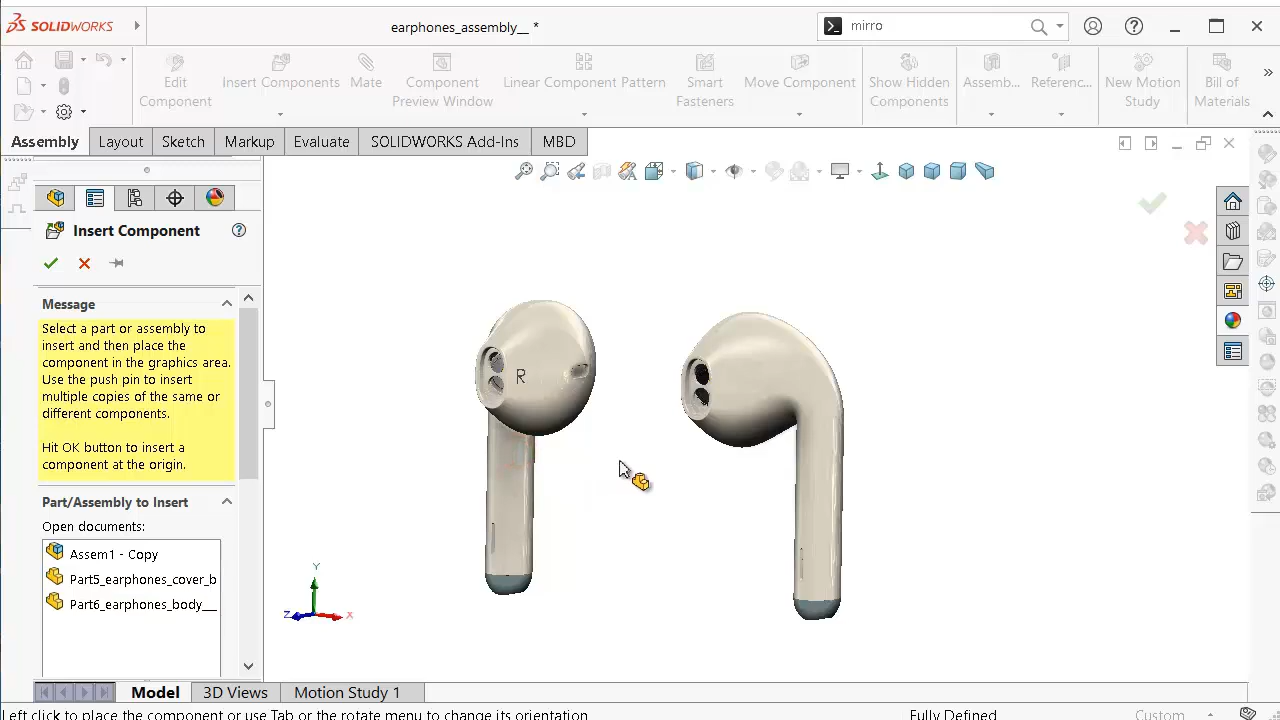 SOLIDWORKS
earphones_assembly__ *
mirro
Edit Component
Insert Components
Mate
Component Preview Window
Linear Component Pattern
Smart Fasteners
Move Component
Show Hidden Components
Assemb...
Referenc...
New Motion Study
Bill of Materials
Assembly
Layout
Sketch
Markup
Evaluate
SOLIDWORKS Add-Ins
MBD
Insert Component
Message
Select a part or assembly to
insert and then place the
component in the graphics area.
Use the push pin to insert
multiple copies of the same or
different components.
Hit OK button to insert a
component at the origin.
Part/Assembly to Insert
Open documents:
Assem1 - Copy
Part5_earphones_cover_b
Part6_earphones_body__
R
Y
Z
X
Model
3D Views
Motion Study 1
Left click to place the component or use Tab or the rotate menu to change its orientation
Fully Defined
Custom